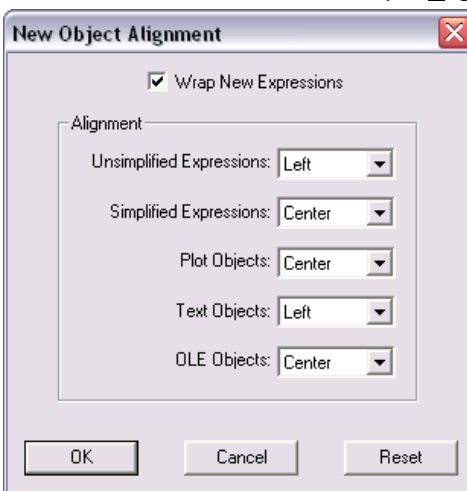 New Object Alignment
Wrap New Expressions
Alignment
Unsimplified Expressions: Left
Simplified Expressions: Center
Plot Objects: Center
Text Objects: Left
OLE Objects: Center
OK Cancel Reset